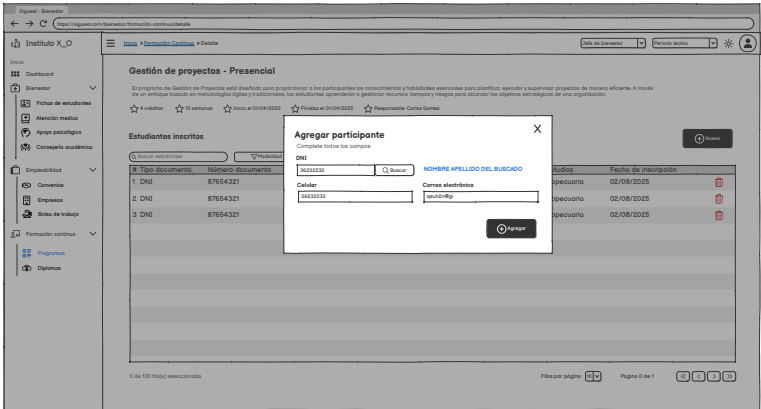 Sigoest - Bienestar
https://sigoest.com/bienestar/formación-continua/detalle
Instituto X_O
Inicio > Formación Continua > Detalle
Jefe de bienestar
Periodo lectivo
Inicio
Dashboard
Bienestar
Fichas de estudiantes
Atención medica
Apoyo psicológico
Consejería académica
Empleabilidad
Convenios
Empresas
Bolsa de trabajo
Formación continua
Programas
Diplomas
Gestión de proyectos - Presencial
El programa de Gestión de Proyectos está diseñado para proporcionar a los participantes los conocimientos y habilidades esenciales para planificar, ejecutar y supervisar proyectos de manera eficiente. A través
de un enfoque basado en metodologías ágiles y tradicionales, los estudiantes aprenderán a gestionar recursos, tiempos y riesgos para alcanzar los objetivos estratégicos de una organización.
4 créditos
10 semanas
Inicia el 01/04/2025
Finaliza el 01/04/2025
Responsable: Carlos Gomez
Estudiantes inscritos
Nuevo
Buscar estudiantes
Modalidad
# Tipo documento Número documento tudios Fecha de inscripción
1 DNI 87654321 opecuaria 02/08/2025
2 DNI 87654321 opecuaria 02/08/2025
3 DNI 87654321 opecuaria 02/08/2025
Agregar participante
X
Complete todos los campos
DNI
36232232
Buscar
NOMBRE APELLIDO DEL BUSCADO
Celular
Correo electrónico
36232232
Agregar
0 de 100 fila(s) seleccionado
Filas por página
10
Pagina 0 de 1